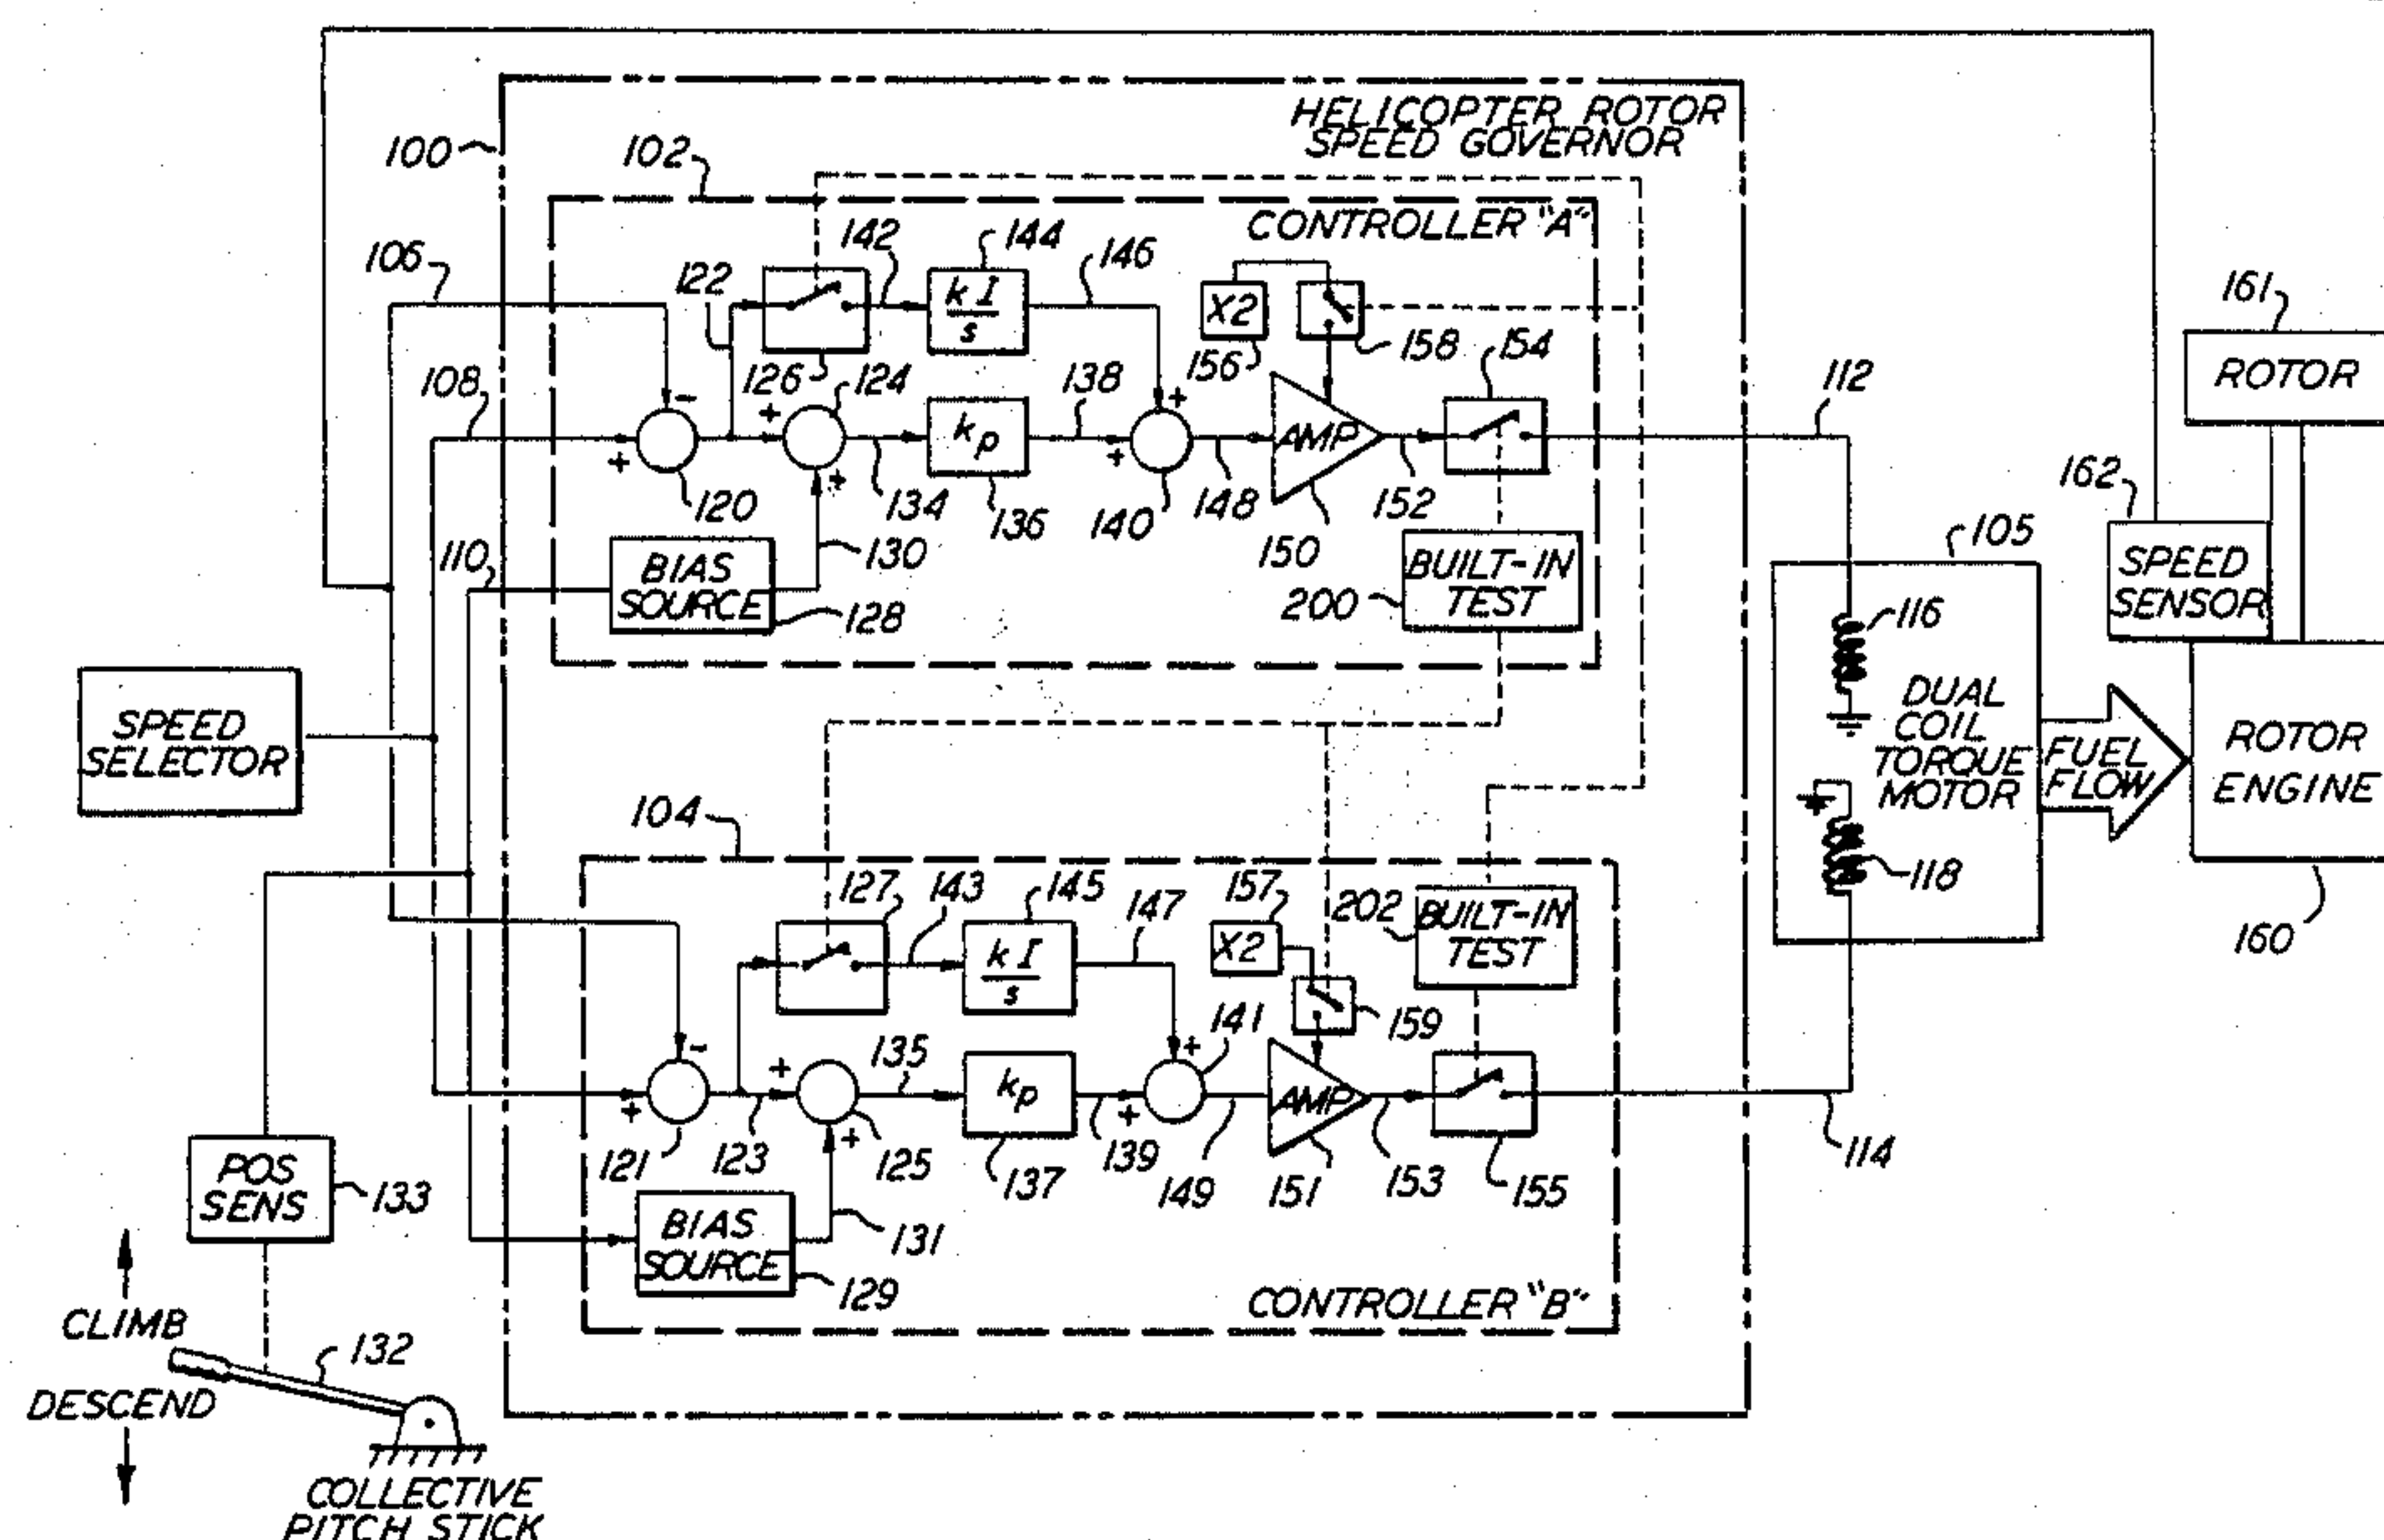 HELICOPTER ROTOR
SPEED GOVERNOR
100
102
CONTROLLER "A"
106
122
142
144
146
kI
s
X2
156
158
154
161
ROTOR
108
126
124
138
112
-
+
+
+
kp
+
+
AMP
120
134
136
140
148
150
152
162
110
130
BIAS
SOURCE
128
BUILT-IN
TEST
200
105
SPEED
SENSOR
116
SPEED
SELECTOR
DUAL
COIL
TORQUE
MOTOR
FUEL
FLOW
ROTOR
ENGINE
104
118
160
127
143
145
147
157
202
BUILT-IN
TEST
kI
s
X2
159
141
-
+
+
+
135
kp
+
+
AMP
121
123
125
137
139
149
151
153
155
114
POS
SENS
133
BIAS
SOURCE
131
129
CONTROLLER "B"
CLIMB
132
DESCEND
COLLECTIVE
PITCH STICK